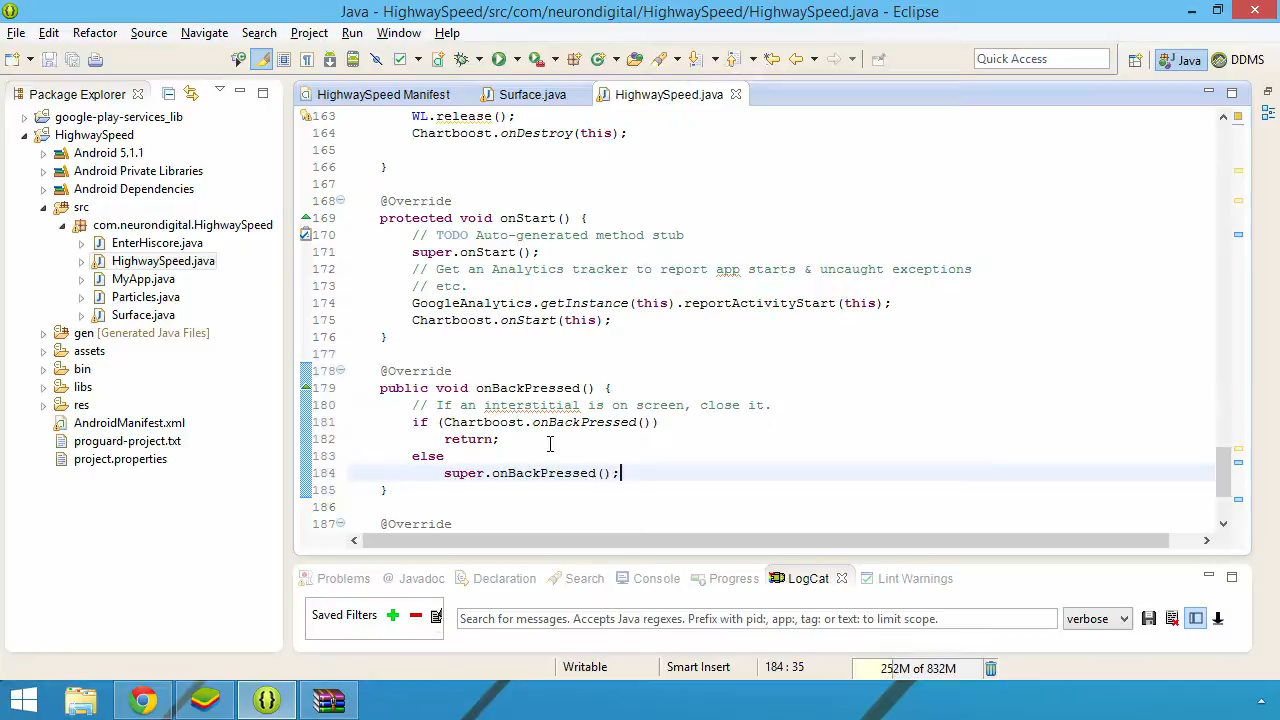 Java - HighwaySpeed/src/com/neurondigital/HighwaySpeed/HighwaySpeed.java - Eclipse
File Edit Refactor Source Navigate Search Project Run Window Help
Quick Access
Java
DDMS
Package Explorer
google-play-services_lib
HighwaySpeed
Android 5.1.1
Android Private Libraries
Android Dependencies
src
com.neurondigital.HighwaySpeed
EnterHiscore.java
HighwaySpeed.java
MyApp.java
Particles.java
Surface.java
gen [Generated Java Files]
assets
bin
libs
res
AndroidManifest.xml
proguard-project.txt
project.properties
HighwaySpeed Manifest
Surface.java
HighwaySpeed.java
163 WL.release();
164 Chartboost.onDestroy(this);
165
166 }
167
168 @Override
169 protected void onStart() {
170 // TODO Auto-generated method stub
171 super.onStart();
172 // Get an Analytics tracker to report app starts & uncaught exceptions
173 // etc.
174 GoogleAnalytics.getInstance(this).reportActivityStart(this);
175 Chartboost.onStart(this);
176 }
177
178 @Override
179 public void onBackPressed() {
180 // If an interstitial is on screen, close it.
181 if (Chartboost.onBackPressed())
182 return;
183 else
184 super.onBackPressed();
185 }
186
187 @Override
Problems @ Javadoc Declaration Search Console Progress LogCat Lint Warnings
Saved Filters
Search for messages. Accepts Java regexes. Prefix with pid:, app:, tag: or text: to limit scope.
verbose
Writable
Smart Insert
184 : 35
252M of 832M